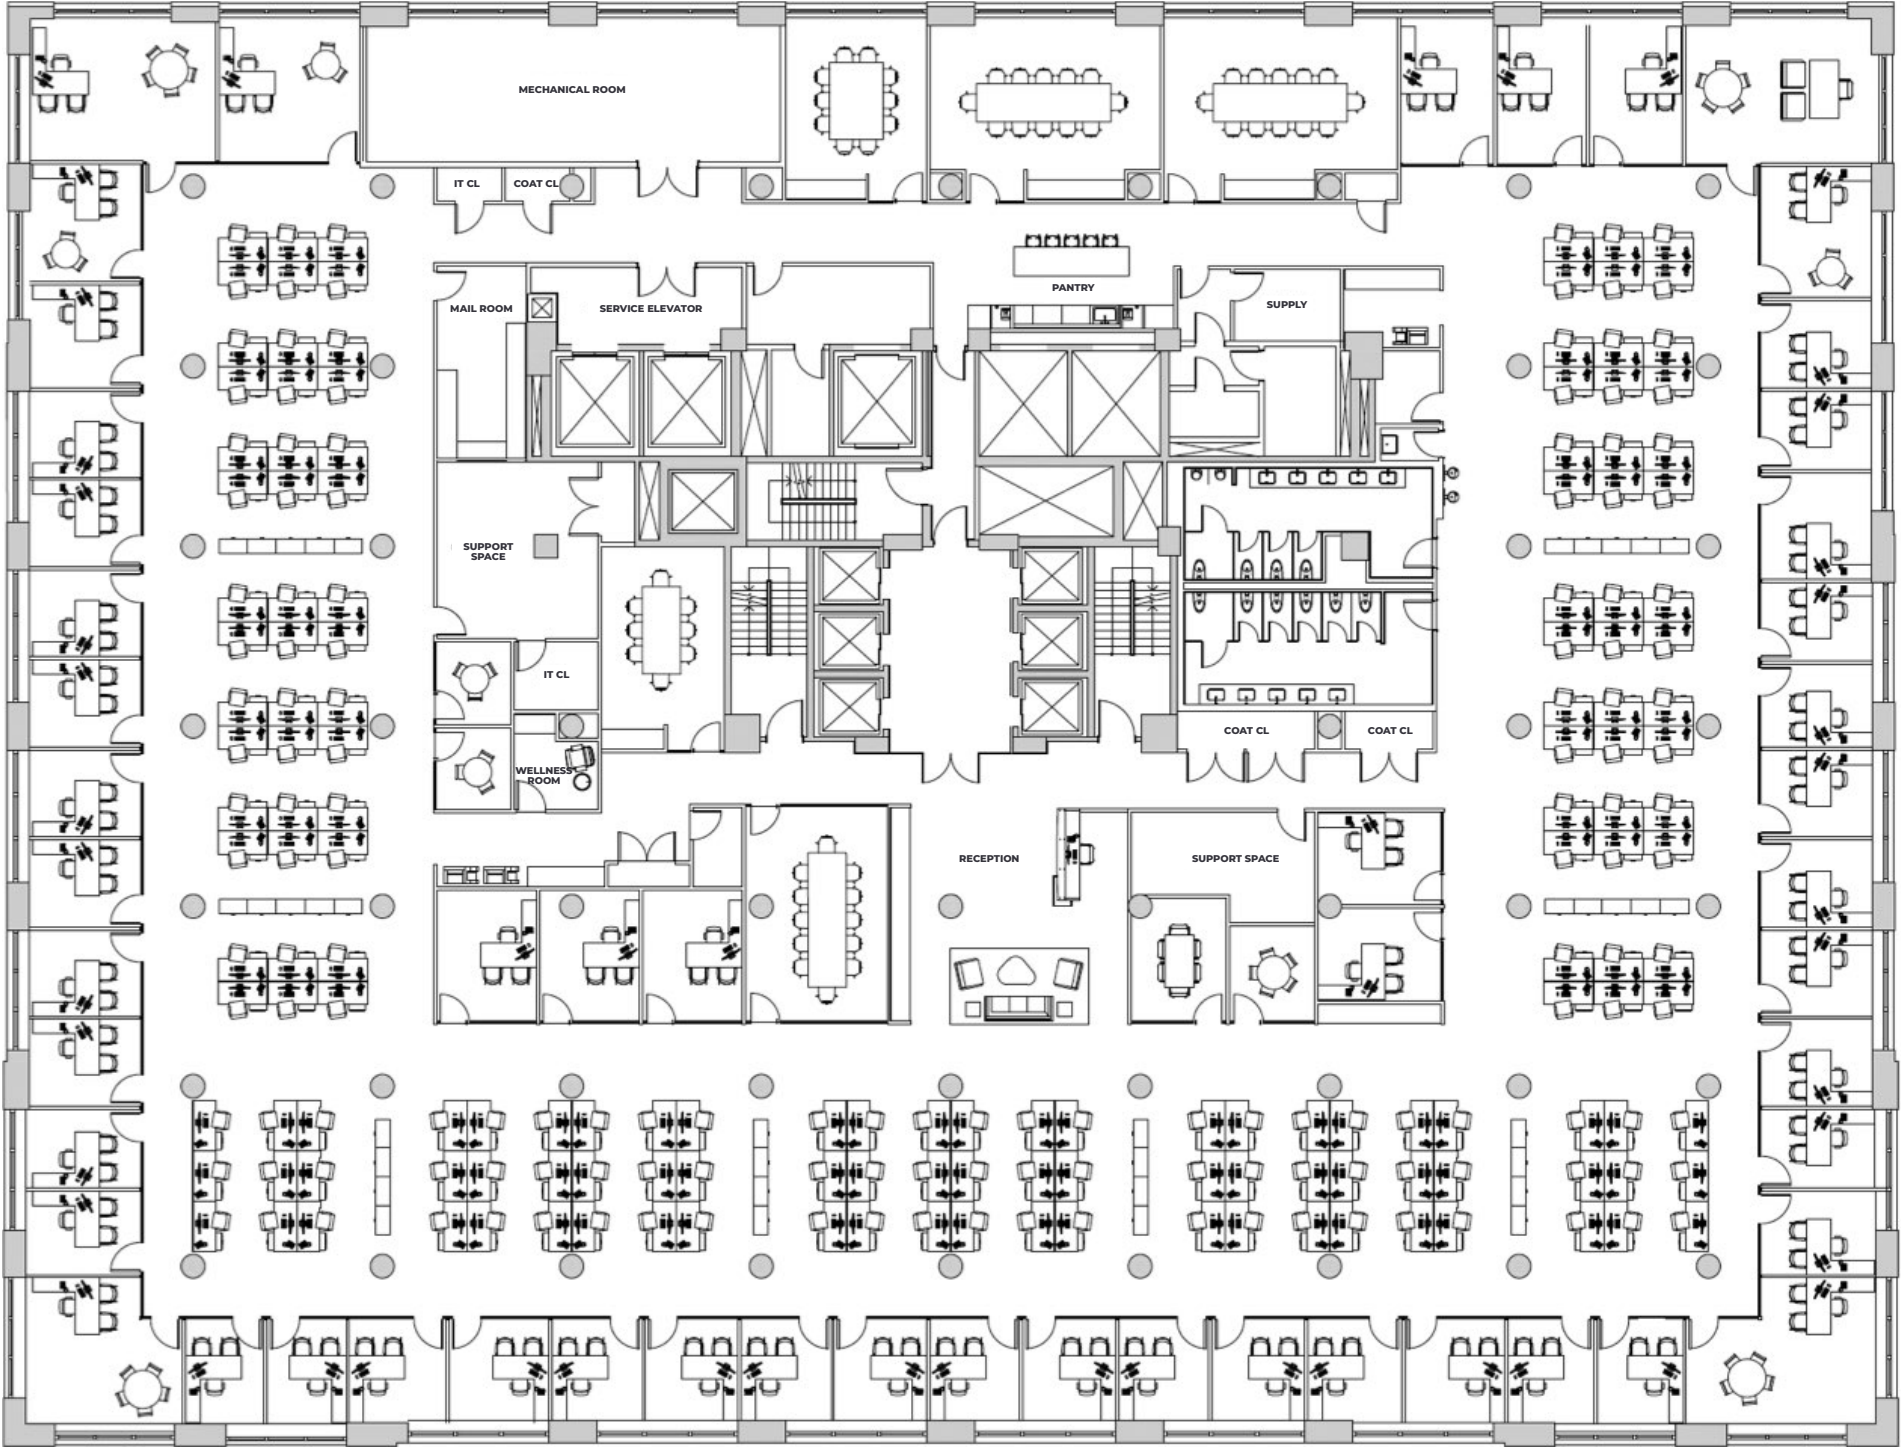 MECHANICAL ROOM
IT CL
COAT CL
PANTRY
MAIL ROOM
SERVICE ELEVATOR
SUPPLY
SUPPORT
SPACE
IT CL
COAT CL
COAT CL
WELLNESS
ROOM
RECEPTION
SUPPORT SPACE